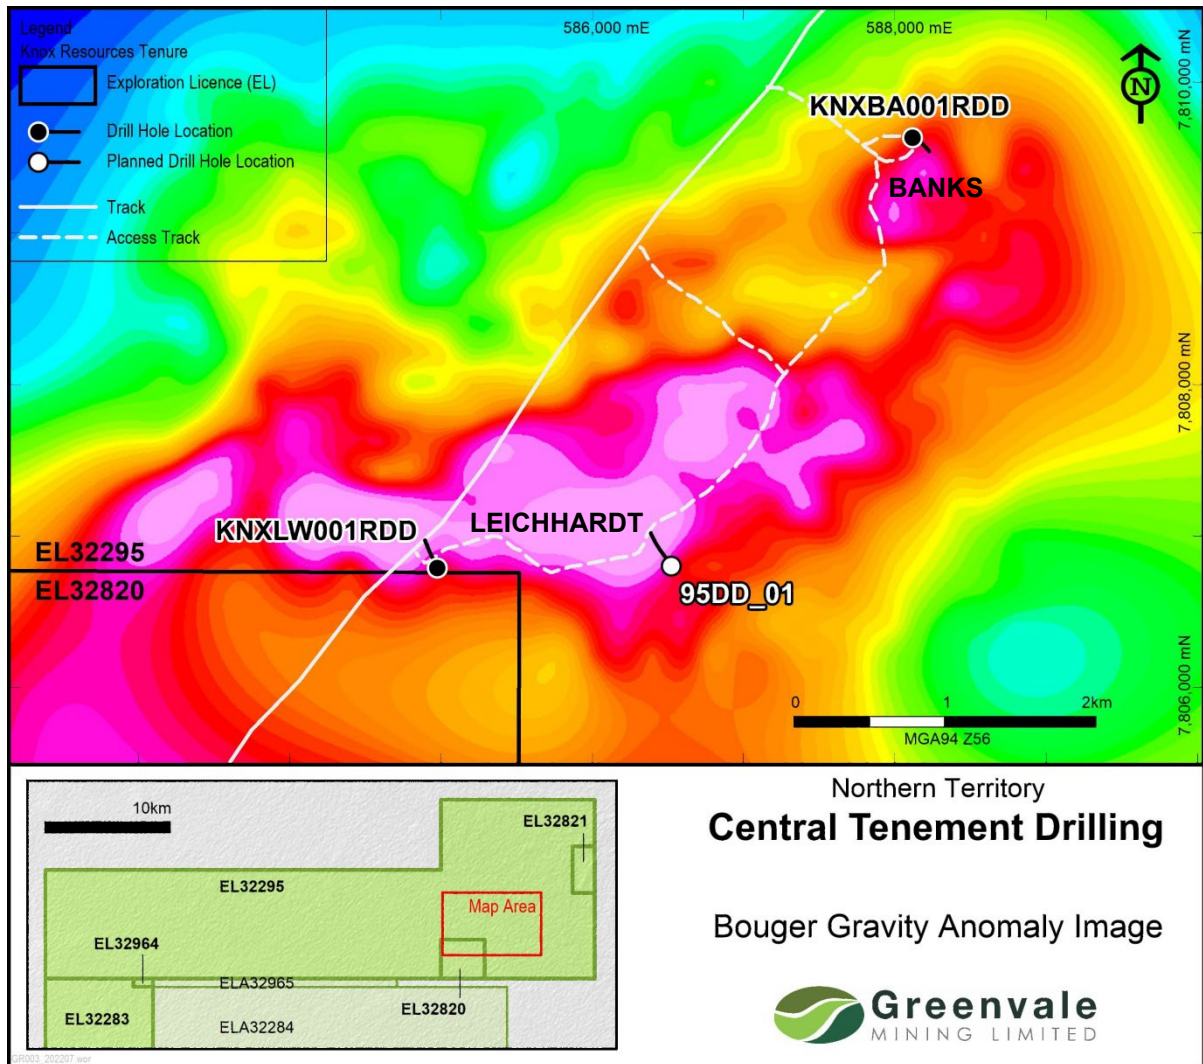 Legend
Knox Resources Tenure
Exploration Licence (EL)
Drill Hole Location
Planned Drill Hole Location
Track
Access Track
586,000 mE
588,000 mE
N
7,810,000 mN
KNXBA001RDD
BANKS
7,808,000 mN
KNXLW001RDD
LEICHHARDT
EL32295
EL32820
95DD_01
7,806,000 mN
0 1 2km
MGA94 Z56
10km
EL32821
EL32295
Map Area
EL32964
ELA32965
EL32283
ELA32284
EL32820
GR003_202207.wor
Northern Territory
Central Tenement Drilling
Bouger Gravity Anomaly Image
Greenvale
MINING LIMITED